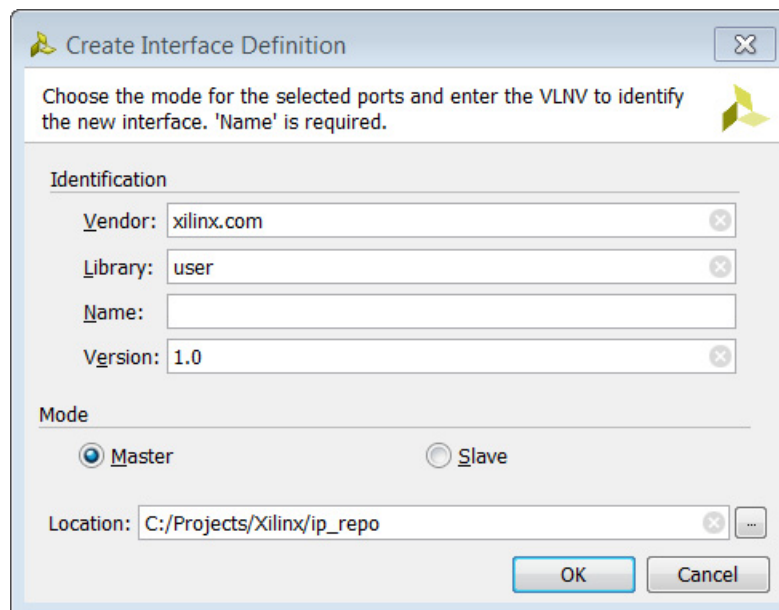 Create Interface Definition
Choose the mode for the selected ports and enter the VLNV to identify
the new interface. 'Name' is required.
Identification
Vendor: xilinx.com
Library: user
Name:
Version: 1.0
Mode
Master Slave
Location: C:/Projects/Xilinx/ip_repo ...
OK Cancel